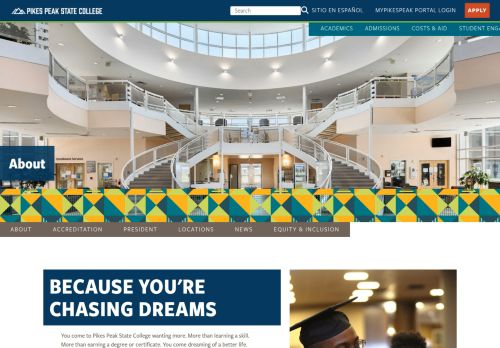 PIKES PEAK STATE COLLEGE
Search
SITIO EN ESPAÑOL
MYPIKESPEAK PORTAL LOGIN
APPLY
ACADEMICS
ADMISSIONS
COSTS & AID
STUDENT ENG
About
ABOUT
ACCREDITATION
PRESIDENT
LOCATIONS
NEWS
EQUITY & INCLUSION
BECAUSE YOU'RE
CHASING DREAMS
You come to Pikes Peak State College wanting more. More than learning a skill.
More than earning a degree or certificate. You come dreaming of a better life.